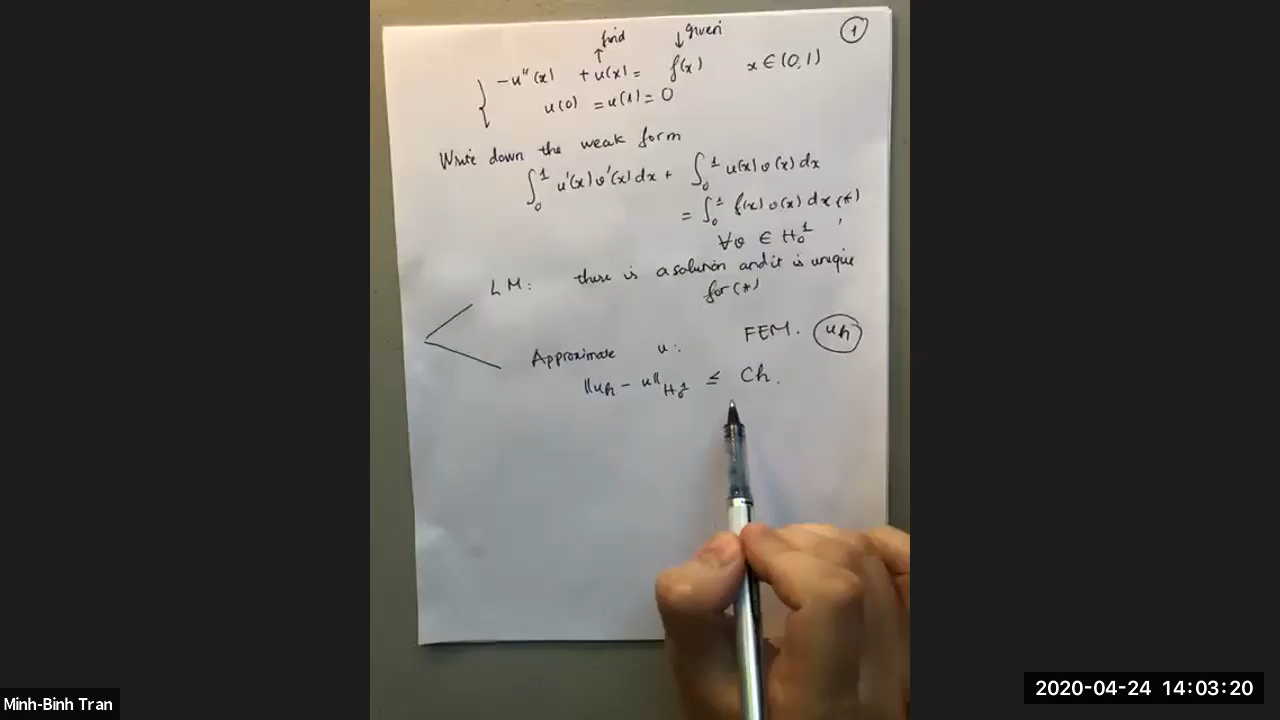 ①
find given
↑ ↓
{ -u''(x) + u(x) = f(x) x ∈ (0,1)
u(0) = u(1) = 0
Write down the weak form
∫₀¹ u'(x) v'(x) dx + ∫₀¹ u(x) v(x) dx
= ∫₀¹ f(x) v(x) dx (*) ,
∀v ∈ H₀¹
LM: there is a solution and it is unique
for (*)
Approximate u: FEM. uₕ
||uₕ - u||_{H₀¹} ≤ Ch.
Minh-Binh Tran
2020-04-24 14:03:20